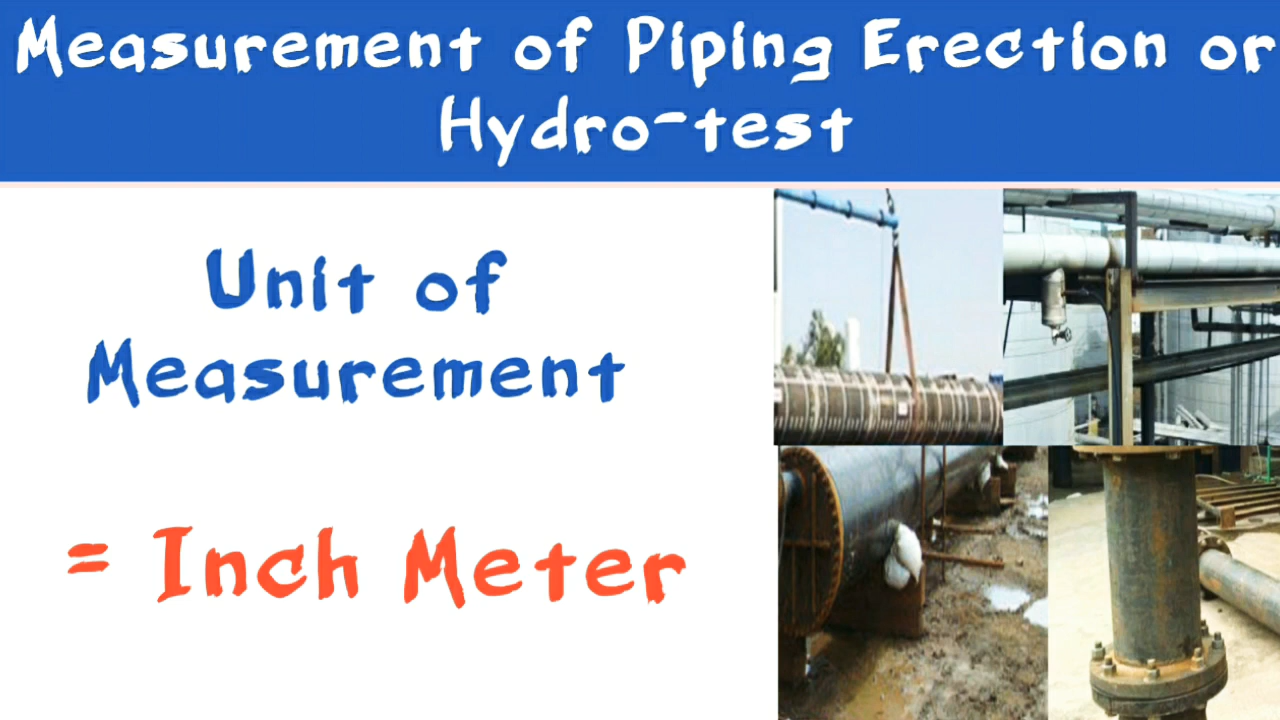 Measurement of Piping Erection or
Hydro-test
Unit of
Measurement
= Inch Meter